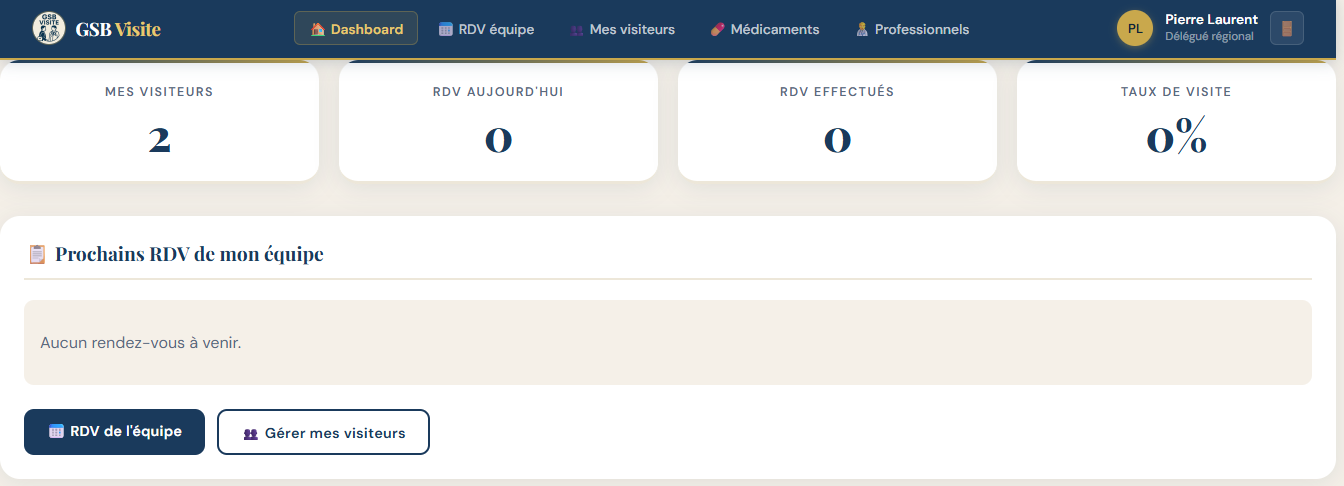 GSB
VISITE
GSB Visite
Dashboard
RDV équipe
Mes visiteurs
Médicaments
Professionnels
PL
Pierre Laurent
Délégué régional
MES VISITEURS
2
RDV AUJOURD'HUI
0
RDV EFFECTUÉS
0
TAUX DE VISITE
0%
Prochains RDV de mon équipe
Aucun rendez-vous à venir.
RDV de l'équipe
Gérer mes visiteurs